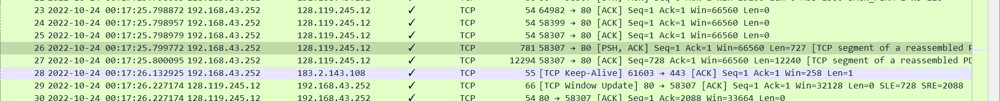 23 2022-10-24 00:17:25.798872 192.168.43.252 128.119.245.12 ✓ TCP 54 64982 → 80 [ACK] Seq=1 Ack=1 Win=66560 Len=0
24 2022-10-24 00:17:25.798957 192.168.43.252 128.119.245.12 ✓ TCP 54 58399 → 80 [ACK] Seq=1 Ack=1 Win=66560 Len=0
25 2022-10-24 00:17:25.798979 192.168.43.252 128.119.245.12 ✓ TCP 54 58307 → 80 [ACK] Seq=1 Ack=1 Win=66560 Len=0
26 2022-10-24 00:17:25.799772 192.168.43.252 128.119.245.12 ✓ TCP 781 58307 → 80 [PSH, ACK] Seq=1 Ack=1 Win=66560 Len=727 [TCP segment of a reassembled
27 2022-10-24 00:17:25.800095 192.168.43.252 128.119.245.12 ✓ TCP 12294 58307 → 80 [ACK] Seq=728 Ack=1 Win=66560 Len=12240 [TCP segment of a reassembled
28 2022-10-24 00:17:26.132925 192.168.43.252 183.2.143.108 ✓ TCP 55 [TCP Keep-Alive] 61603 → 443 [ACK] Seq=1 Ack=1 Win=258 Len=1
29 2022-10-24 00:17:26.227174 128.119.245.12 192.168.43.252 ✓ TCP 66 [TCP Window Update] 80 → 58307 [ACK] Seq=1 Ack=1 Win=32128 Len=0 SLE=728 SRE=2088
30 2022-10-24 00:17:26.227174 128.119.245.12 192.168.43.252 ✓ TCP 54 80 → 58307 [ACK] Seq=1 Ack=2088 Win=33664 Len=0